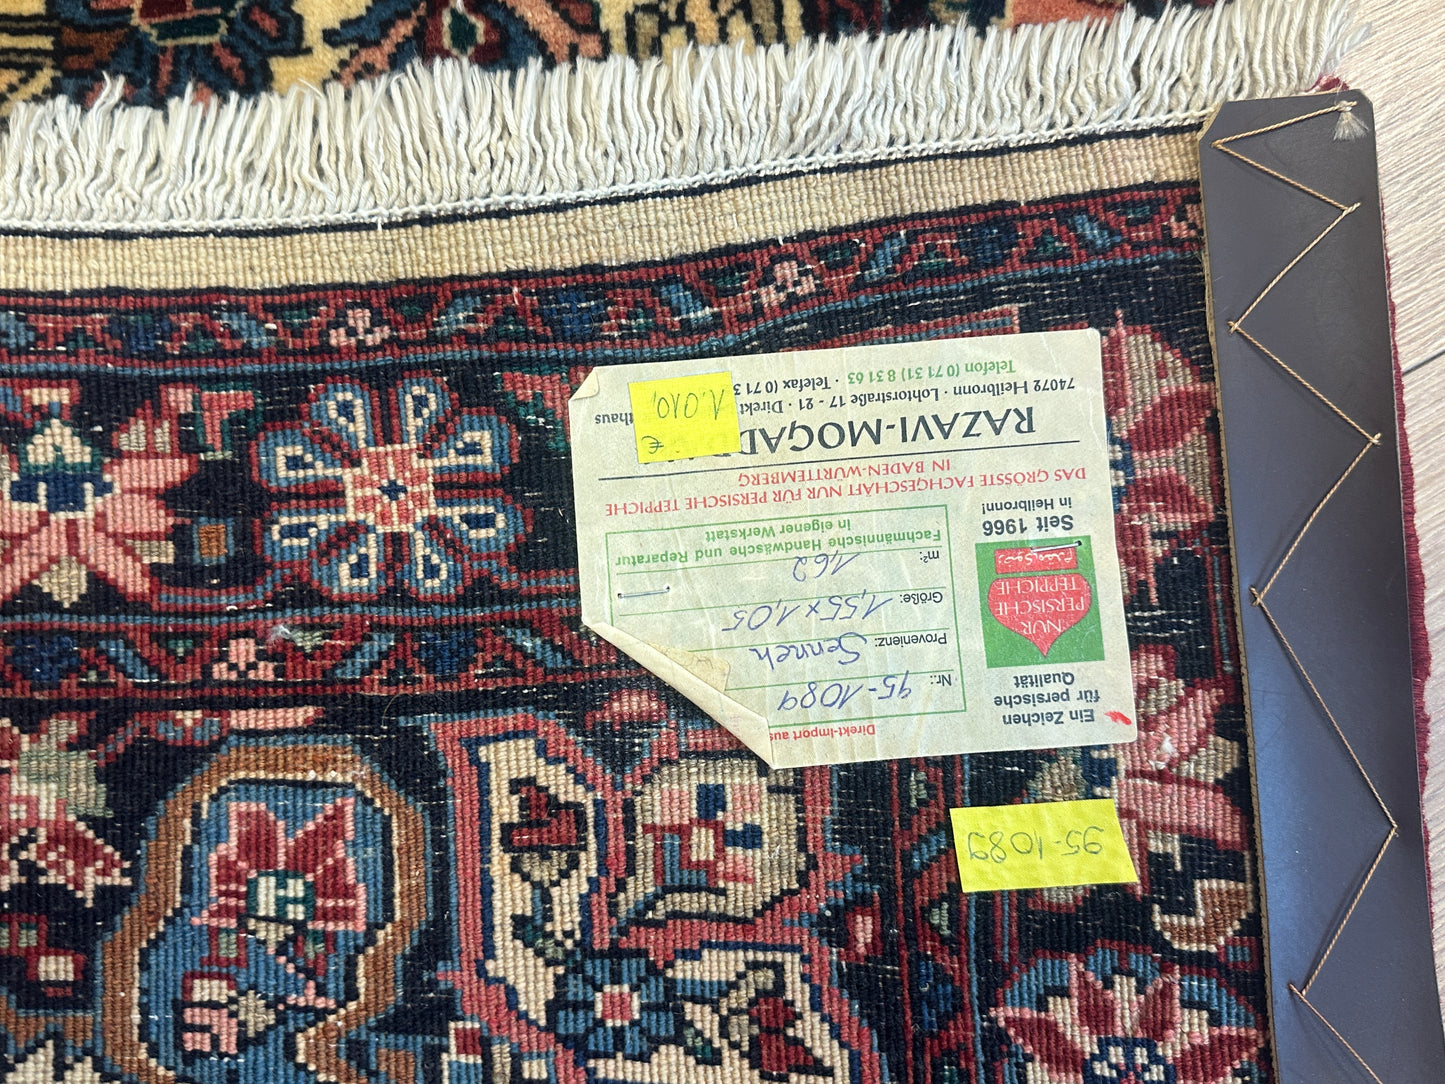 Telefon (0 71 31) 8 31 63 · Telefax (0 71 3
74072 Heilbronn · Lohtorstraße 17 - 21 · Direkt
thaus
1.010,
€
RAZAVI-MOGAD
DAS GRÖSSTE FACHGESCHÄFT NUR FÜR PERSISCHE TEPPICHE
IN BADEN-WÜRTTEMBERG
Seit 1966
in Heilbronn!
NUR
PERSISCHE
TEPPICHE
Ein Zeichen
für persische
Qualität
Fachmännische Handwäsche und Reparatur
in eigener Werkstatt
m²: 1,62
Größe: 1,55 x 1,05
Provenienz: Senneh
Nr.: 95-1089
Direkt-Import aus
95-1089